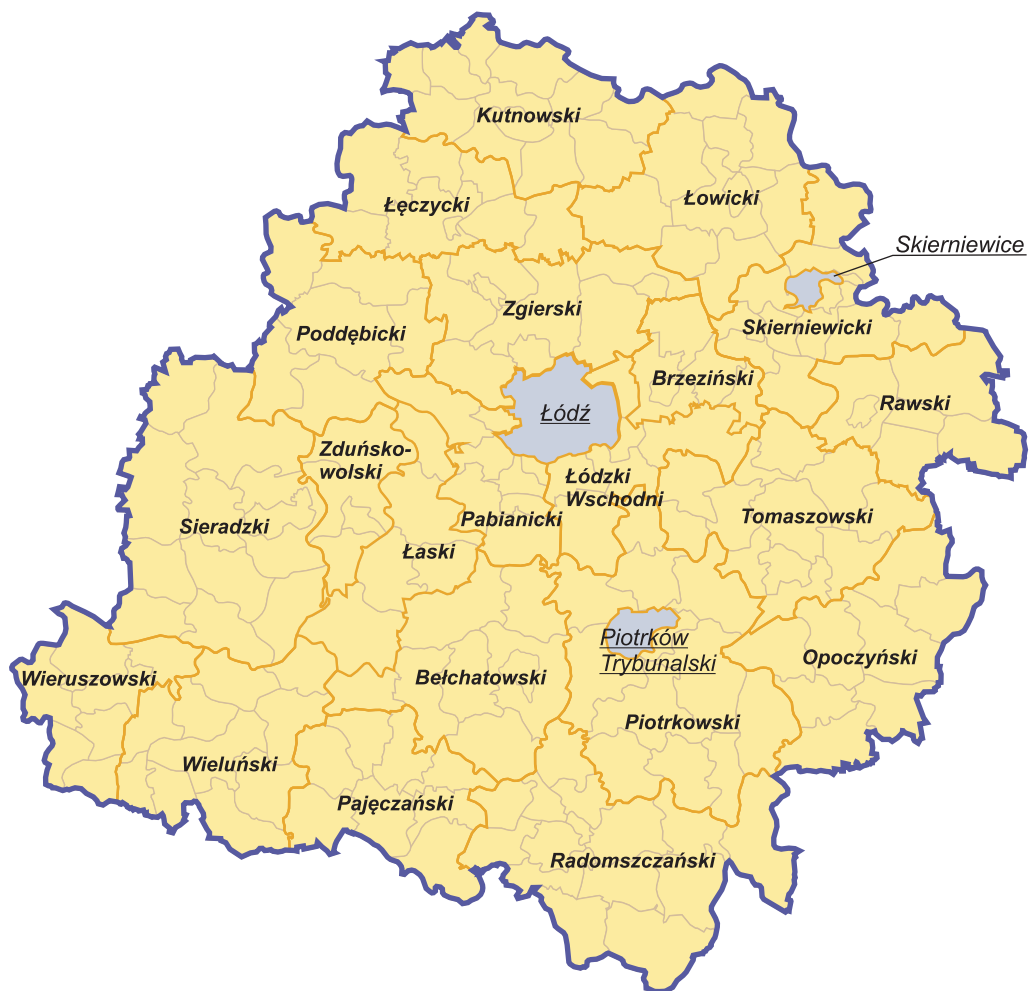 Kutnowski
Łęczycki
Łowicki
Skierniewice
Zgierski
Poddębicki
Skierniewicki
Brzeziński
Rawski
Łódź
Zduńsko-
wolski
Łódzki
Wschodni
Sieradzki
Pabianicki
Tomaszowski
Łaski
Piotrków
Trybunalski
Opoczyński
Wieruszowski
Bełchatowski
Piotrkowski
Wieluński
Pajęczański
Radomszczański